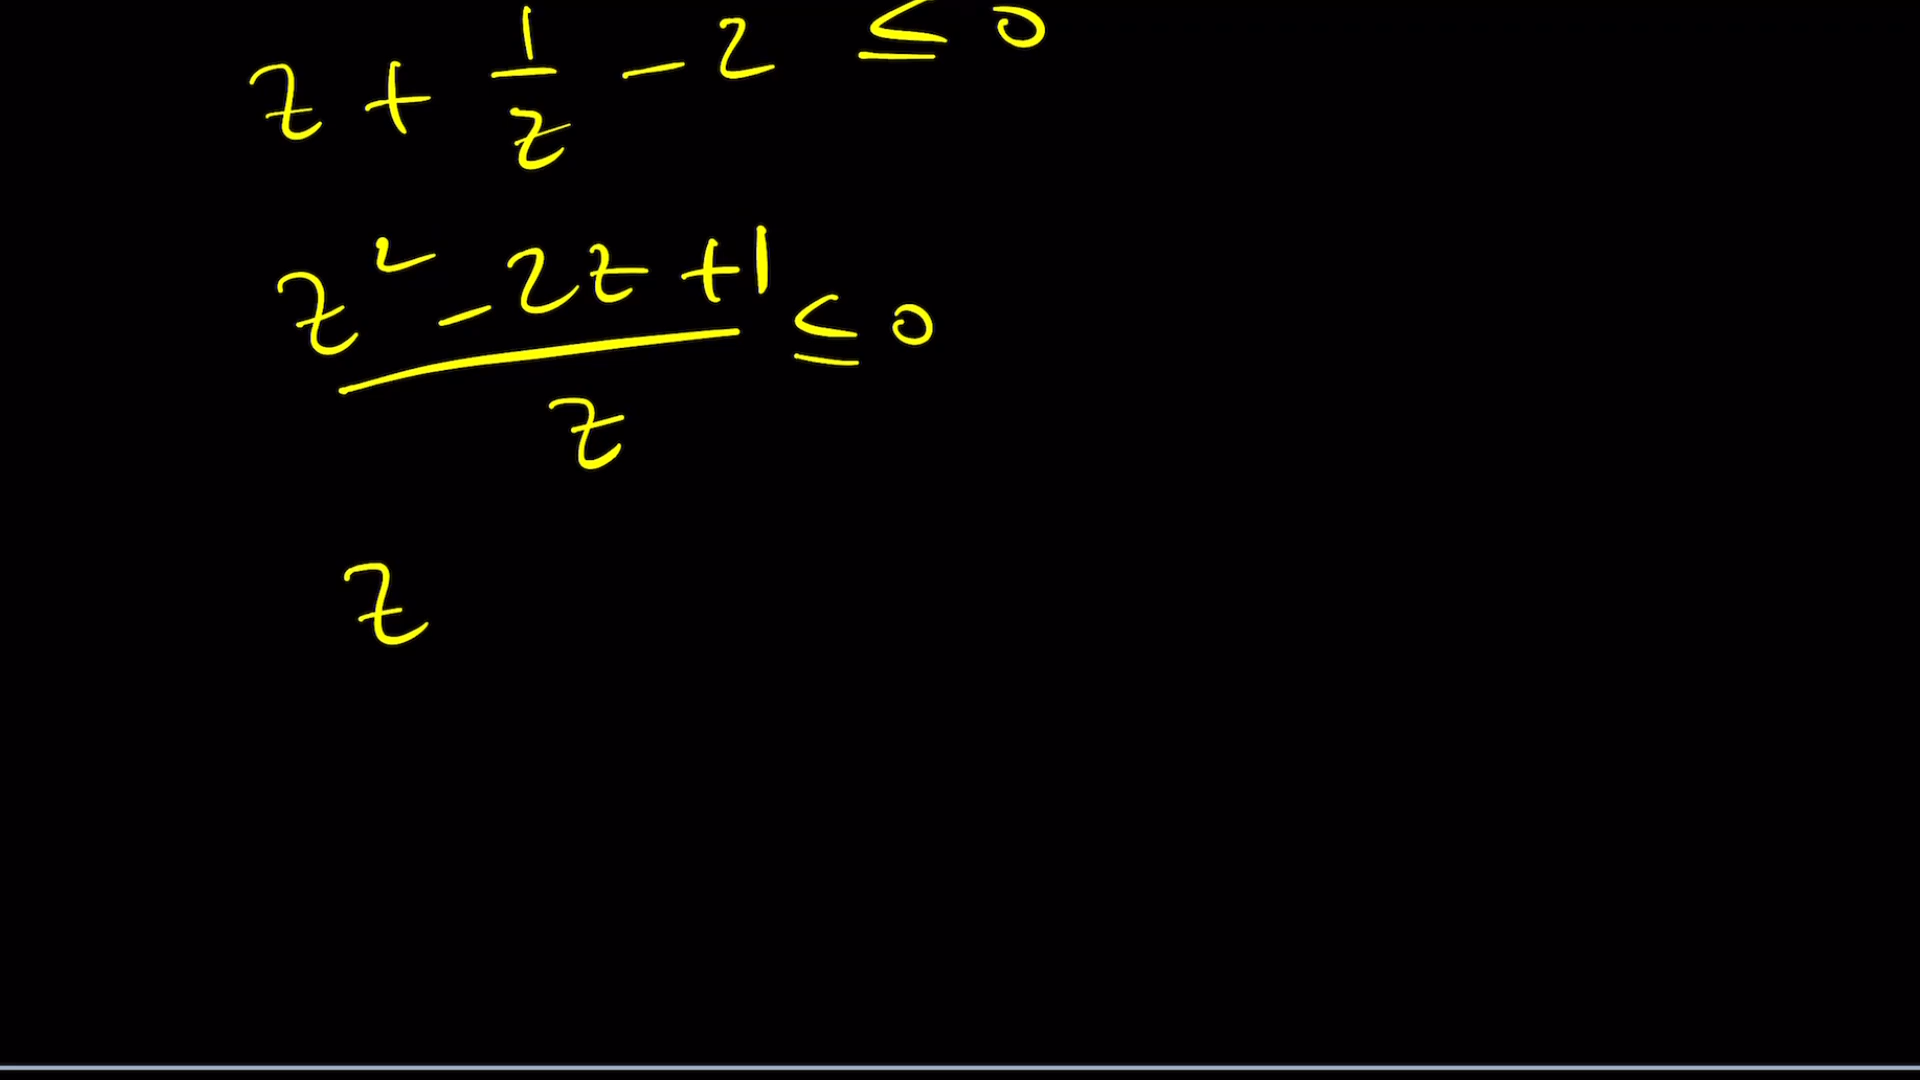 z + 1/z - 2 ≤ 0
(z² - 2z + 1)/z ≤ 0
z